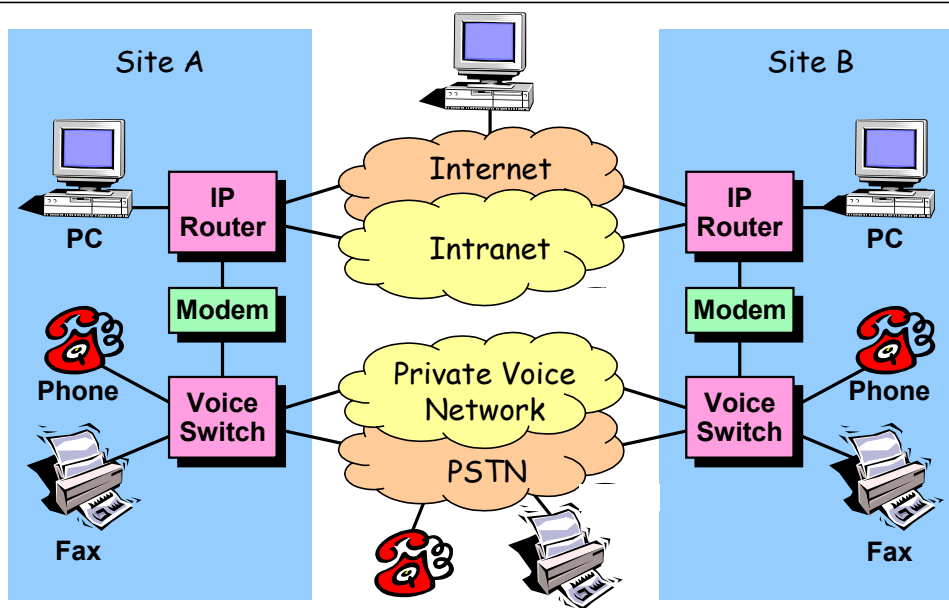 Site A
PC
IP
Router
Modem
Phone
Voice
Switch
Fax
Internet
Intranet
Private Voice
Network
PSTN
Site B
IP
Router
PC
Modem
Phone
Voice
Switch
Fax